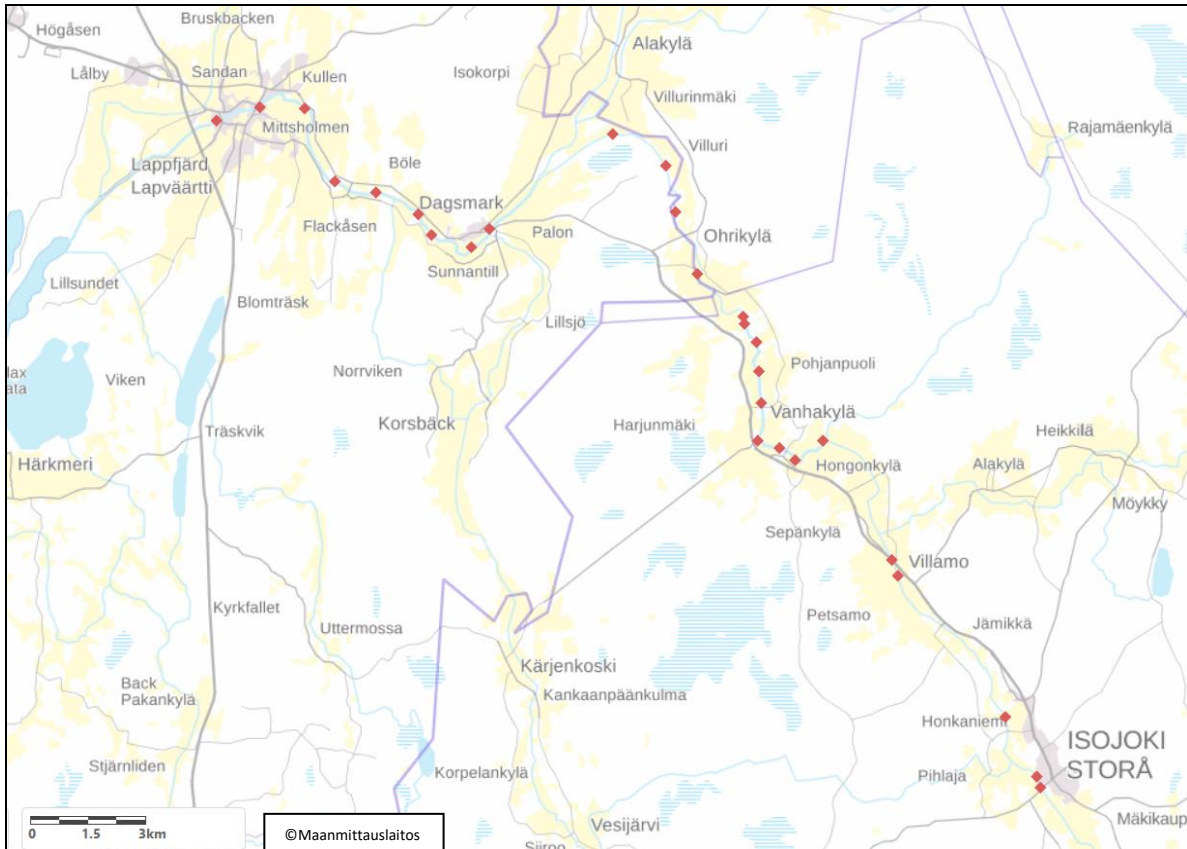 Bruskbacken
Högåsen
Lålby
Sandan
Kullen
Mittsholmen
Lappfjärd
Lapväärtti
Böle
Flackåsen
Dagsmark
Sunnantill
Palon
Isokorpi
Alakylä
Villurinmäki
Villuri
Ohrikylä
Rajamäenkylä
Lillsundet
Blomträsk
Lillsjö
Norrviken
Korsbäck
Viken
Träskvik
Härkmeri
Harjunmäki
Pohjanpuoli
Vanhakylä
Hongonkylä
Heikkilä
Alakylä
Möykky
Sepänkylä
Villamo
Petsamo
Jämikkä
Kyrkfallet
Uttermossa
Kärjenkoski
Kankaanpäänkulma
Back
Pakankylä
Honkaniemi
ISOJOKI
STORÅ
Stjärnliden
Korpelankylä
Pihlaja
Vesijärvi
Mäkikaup
0 1.5 3km
©Maanmittauslaitos